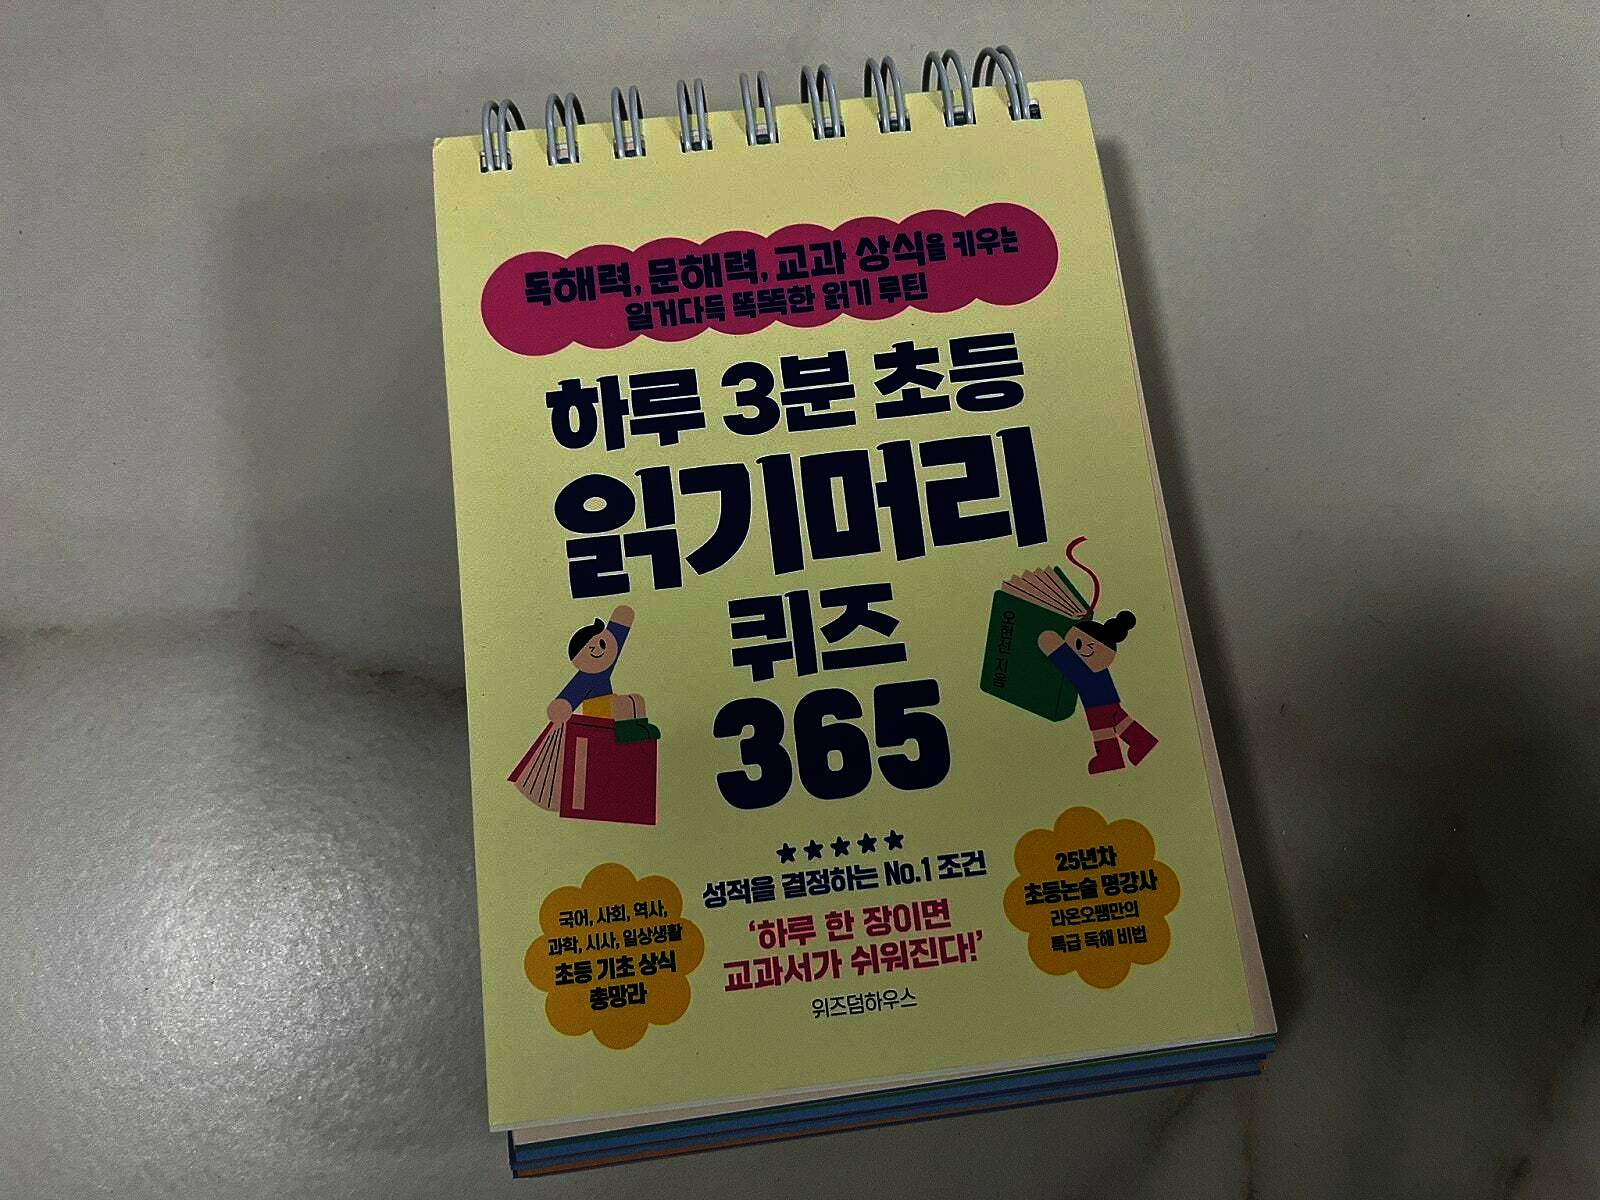 독해력, 문해력, 교과 상식을 키우는
일거다득 똑똑한 읽기 루틴
하루 3분 초등
읽기머리
퀴즈
365
오현선 지음
★★★★★
성적을 결정하는 No.1 조건
‘하루 한 장이면
교과서가 쉬워진다!’
위즈덤하우스
국어, 사회, 역사,
과학, 시사, 일상생활
초등 기초 상식
총망라
25년차
초등논술 명강사
라온오쌤만의
특급 독해 비법